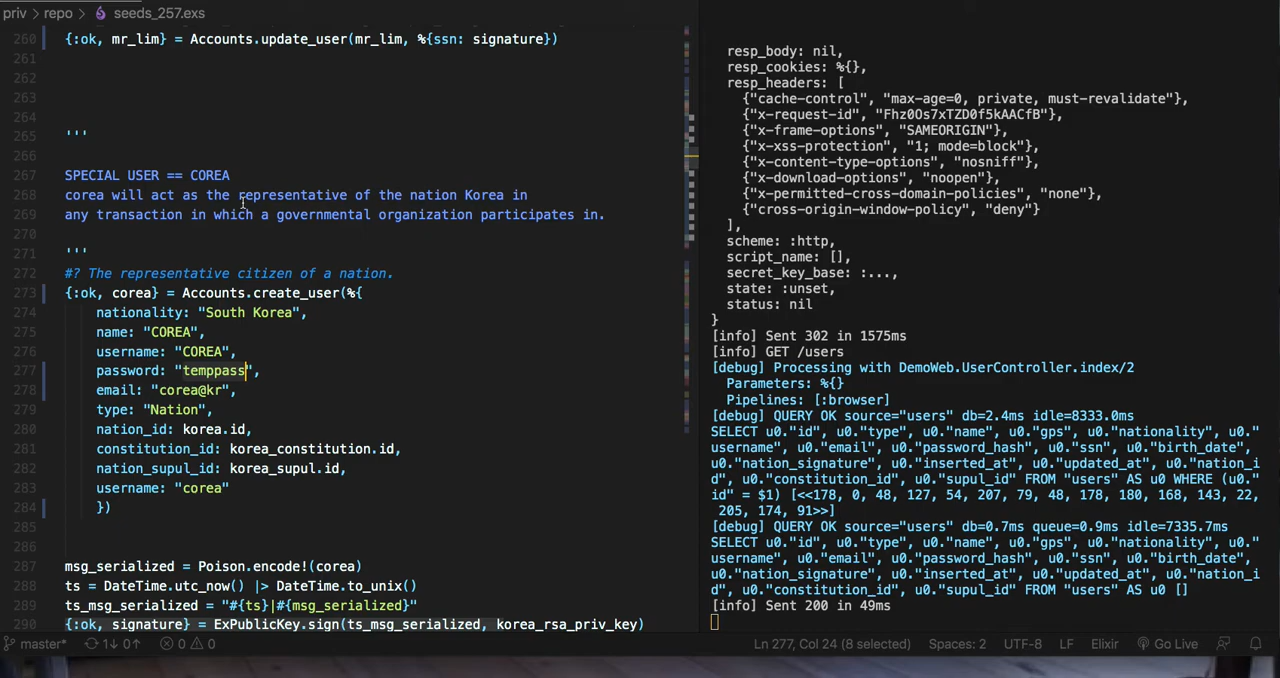 priv > repo > seeds_257.exs
260 {:ok, mr_lim} = Accounts.update_user(mr_lim, %{ssn: signature})
261
262
263
264
265 '''
266
267 SPECIAL USER == COREA
268 corea will act as the representative of the nation Korea in
269 any transaction in which a governmental organization participates in.
270
271 '''
272 #? The representative citizen of a nation.
273 {:ok, corea} = Accounts.create_user(%{
274 nationality: "South Korea",
275 name: "COREA",
276 username: "COREA",
277 password: "temppass",
278 email: "corea@kr",
279 type: "Nation",
280 nation_id: korea.id,
281 constitution_id: korea_constitution.id,
282 nation_supul_id: korea_supul.id,
283 username: "corea"
284 })
285
286
287 msg_serialized = Poison.encode!(corea)
288 ts = DateTime.utc_now() |> DateTime.to_unix()
289 ts_msg_serialized = "#{ts}|#{msg_serialized}"
290 {:ok, signature} = ExPublicKey.sign(ts_msg_serialized, korea_rsa_priv_key)
resp_body: nil,
resp_cookies: %{},
resp_headers: [
{"cache-control", "max-age=0, private, must-revalidate"},
{"x-request-id", "Fhz0Os7xTZD0f5kAACfB"},
{"x-frame-options", "SAMEORIGIN"},
{"x-xss-protection", "1; mode=block"},
{"x-content-type-options", "nosniff"},
{"x-download-options", "noopen"},
{"x-permitted-cross-domain-policies", "none"},
{"cross-origin-window-policy", "deny"}
],
scheme: :http,
script_name: [],
secret_key_base: :...,
state: :unset,
status: nil
}
[info] Sent 302 in 1575ms
[info] GET /users
[debug] Processing with DemoWeb.UserController.index/2
Parameters: %{}
Pipelines: [:browser]
[debug] QUERY OK source="users" db=2.4ms idle=8333.0ms
SELECT u0."id", u0."type", u0."name", u0."gps", u0."nationality", u0."
username", u0."email", u0."password_hash", u0."ssn", u0."birth_date",
u0."nation_signature", u0."inserted_at", u0."updated_at", u0."nation_i
d", u0."constitution_id", u0."supul_id" FROM "users" AS u0 WHERE (u0."
id" = $1) [<<178, 0, 48, 127, 54, 207, 79, 48, 178, 180, 168, 143, 22,
205, 174, 91>>]
[debug] QUERY OK source="users" db=0.7ms queue=0.9ms idle=7335.7ms
SELECT u0."id", u0."type", u0."name", u0."gps", u0."nationality", u0."
username", u0."email", u0."password_hash", u0."ssn", u0."birth_date",
u0."nation_signature", u0."inserted_at", u0."updated_at", u0."nation_i
d", u0."constitution_id", u0."supul_id" FROM "users" AS u0 []
[info] Sent 200 in 49ms
master* 1↓ 0↑ 0 0 Ln 277, Col 24 (8 selected) Spaces: 2 UTF-8 LF Elixir Go Live